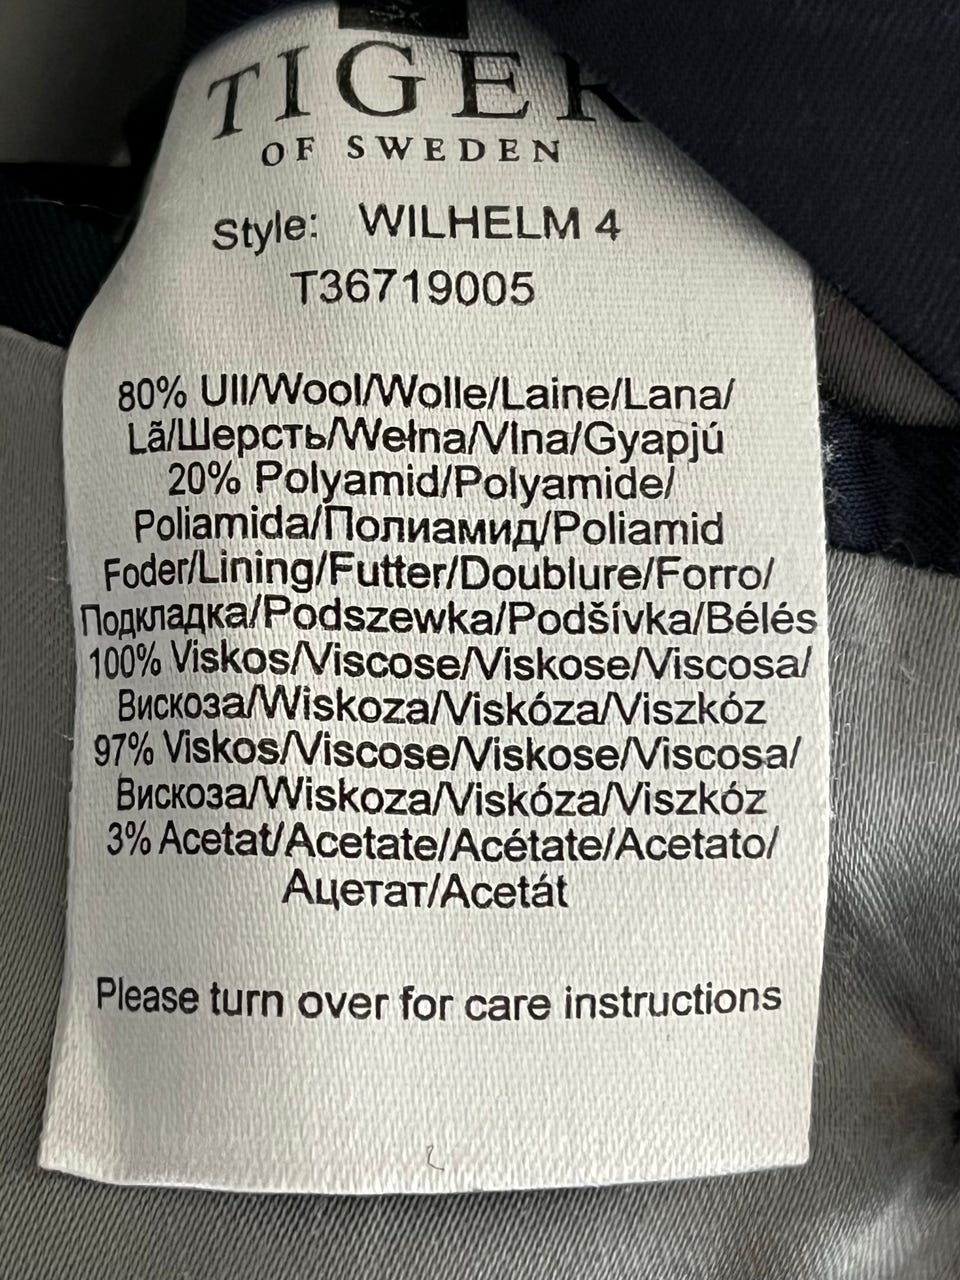 TIGER
OF SWEDEN
Style: WILHELM 4
T36719005
80% Ull/Wool/Wolle/Laine/Lana/
Lã/Шерсть/Wełna/Vlna/Gyapjú
20% Polyamid/Polyamide/
Poliamida/Полиамид/Poliamid
Foder/Lining/Futter/Doublure/Forro/
Подкладка/Podszewka/Podšívka/Bélés
100% Viskos/Viscose/Viskose/Viscosa/
Вискоза/Wiskoza/Viskóza/Viszkóz
97% Viskos/Viscose/Viskose/Viscosa/
Вискоза/Wiskoza/Viskóza/Viszkóz
3% Acetat/Acetate/Acétate/Acetato/
Ацетат/Acetát
Please turn over for care instructions